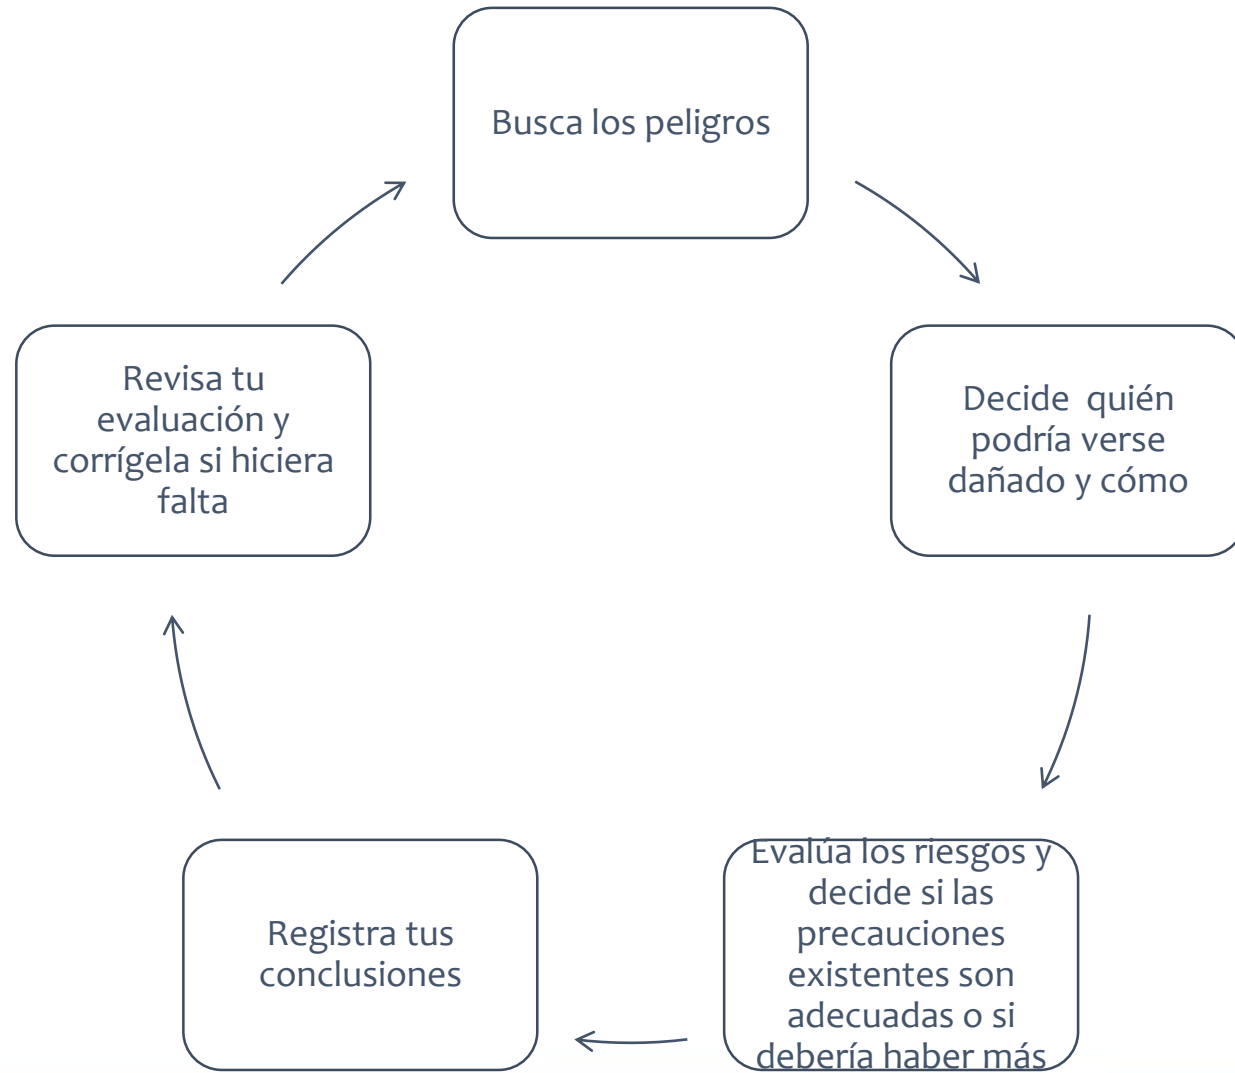 Busca los peligros
Decide  quién
podría verse
dañado y cómo
Evalúa los riesgos y
decide si las
precauciones
existentes son
adecuadas o si
debería haber más
Registra tus
conclusiones
Revisa tu
evaluación y
corrígela si hiciera
falta